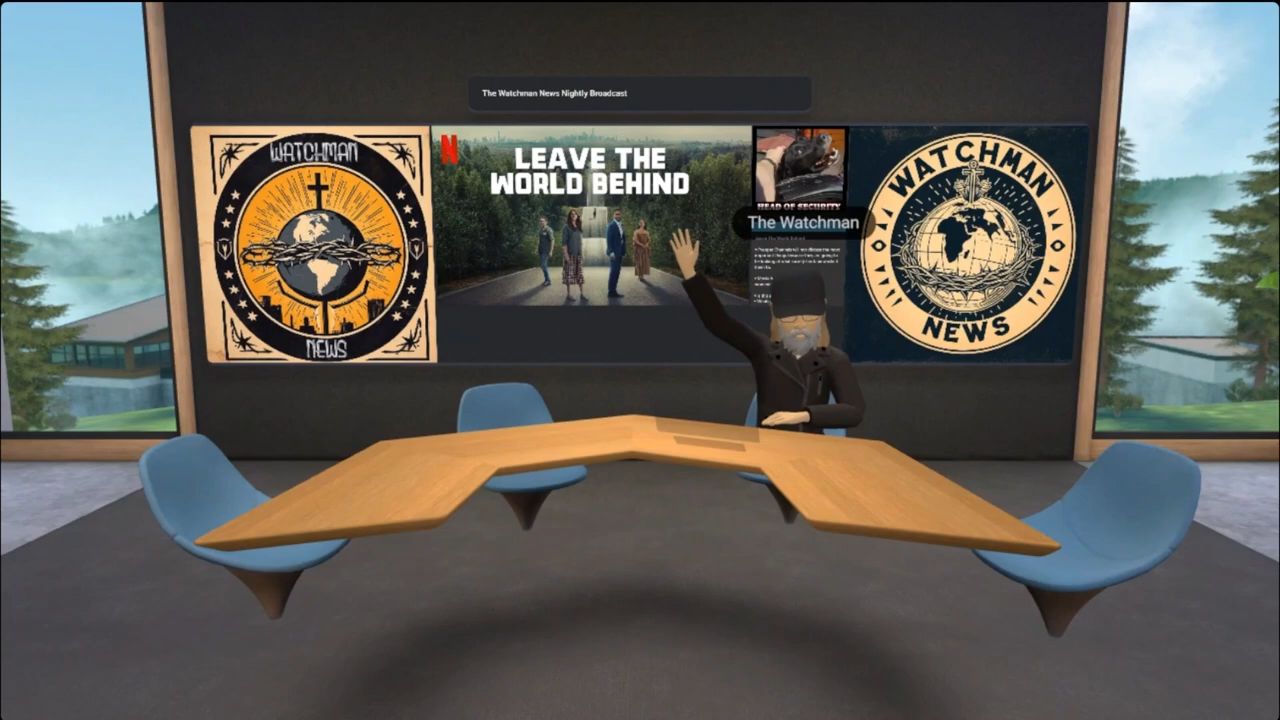 The Watchman News Nightly Broadcast
WATCHMAN
NEWS
N
LEAVE THE
WORLD BEHIND
HEAD OF SECURITY
The Watchman
WATCHMAN
NEWS